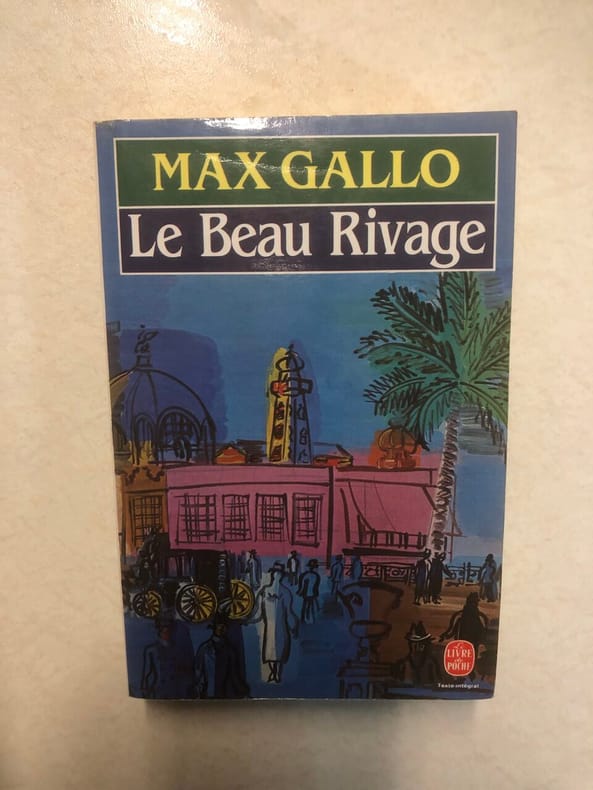 MAX GALLO
Le Beau Rivage
Le
LIVRE
de
POCHE
Texte intégral